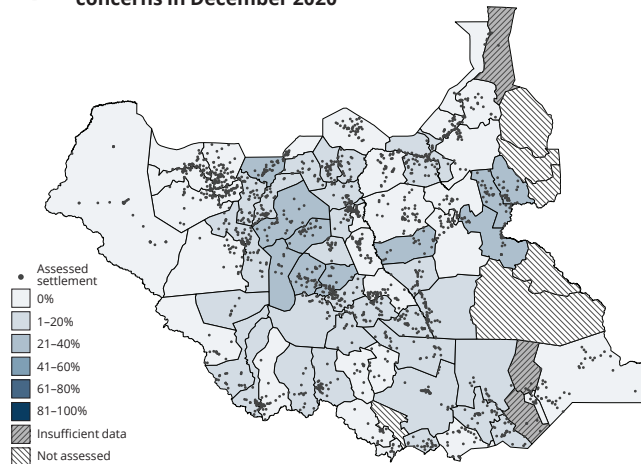 concerns in December 2020
Assessed
settlement
0%
1–20%
21–40%
41–60%
61–80%
81–100%
Insufficient data
Not assessed